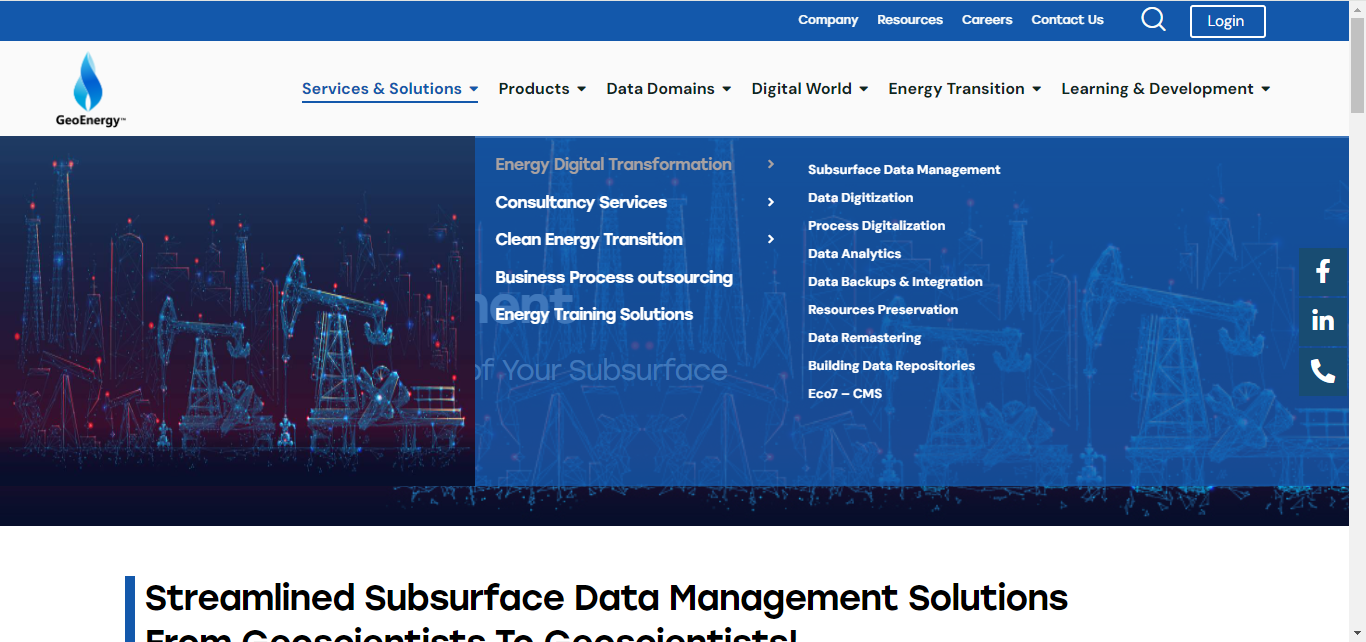 Company Resources Careers Contact Us Login
GeoEnergy™
Services & Solutions Products Data Domains Digital World Energy Transition Learning & Development
Energy Digital Transformation
Consultancy Services
Clean Energy Transition
Business Process outsourcing
Energy Training Solutions
Subsurface Data Management
Data Digitization
Process Digitalization
Data Analytics
Data Backups & Integration
Resources Preservation
Data Remastering
Building Data Repositories
Eco7 – CMS
of Your Subsurface
Streamlined Subsurface Data Management Solutions
From Geoscientists To Geoscientists!